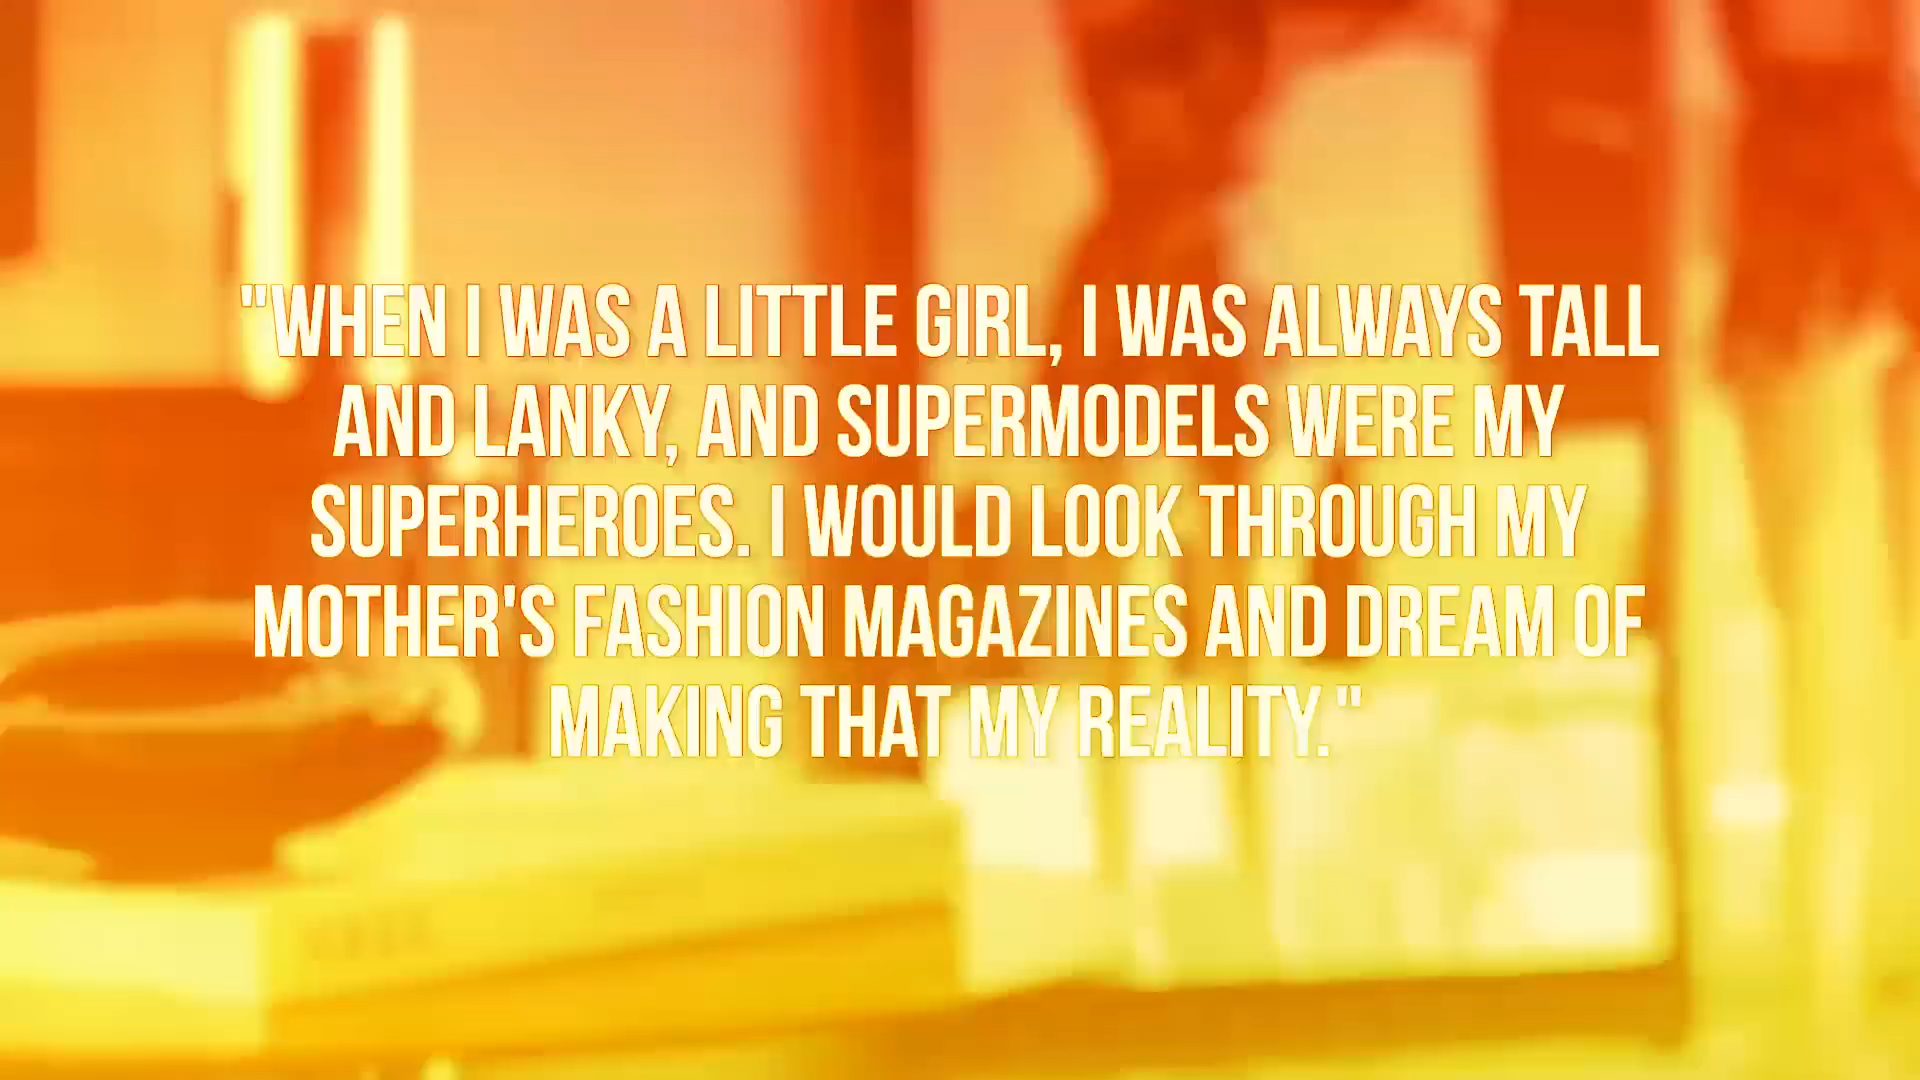 "WHEN I WAS A LITTLE GIRL, I WAS ALWAYS TALL
AND LANKY, AND SUPERMODELS WERE MY
SUPERHEROES. I WOULD LOOK THROUGH MY
MOTHER'S FASHION MAGAZINES AND DREAM OF
MAKING THAT MY REALITY."